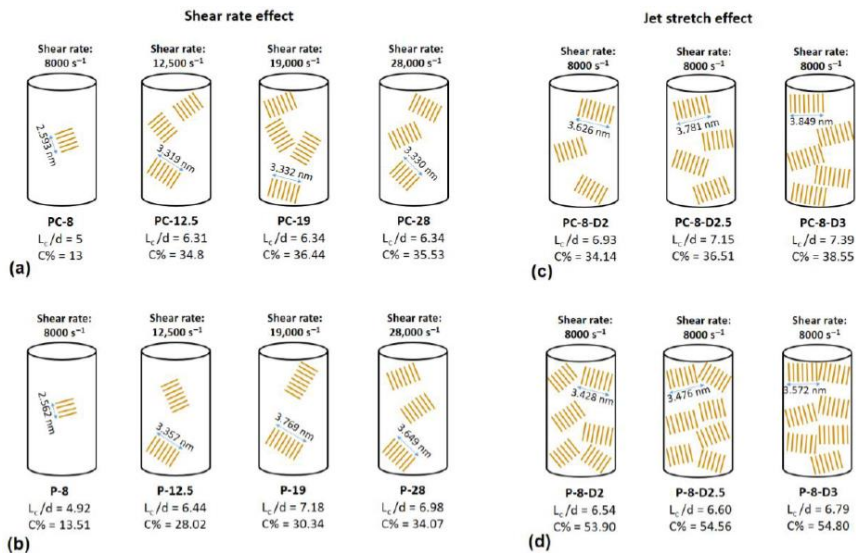 Shear rate effect
Jet stretch effect
Shear rate: Shear rate: Shear rate: Shear rate:
8000 s⁻¹ 12,500 s⁻¹ 19,000 s⁻¹ 28,000 s⁻¹
2.593 nm
3.319 nm
3.332 nm
3.330 nm
PC-8 PC-12.5 PC-19 PC-28
L꜀/d = 5 L꜀/d = 6.31 L꜀/d = 6.34 L꜀/d = 6.34
C% = 13 C% = 34.8 C% = 36.44 C% = 35.53
(a)
Shear rate: Shear rate: Shear rate:
8000 s⁻¹ 8000 s⁻¹ 8000 s⁻¹
3.626 nm
3.781 nm
3.849 nm
PC-8-D2 PC-8-D2.5 PC-8-D3
L꜀/d = 6.93 L꜀/d = 7.15 L꜀/d = 7.39
C% = 34.14 C% = 36.51 C% = 38.55
(c)
Shear rate: Shear rate: Shear rate: Shear rate:
8000 s⁻¹ 12,500 s⁻¹ 19,000 s⁻¹ 28,000 s⁻¹
2.562 nm
3.357 nm
3.769 nm
3.649 nm
P-8 P-12.5 P-19 P-28
L꜀/d = 4.92 L꜀/d = 6.44 L꜀/d = 7.18 L꜀/d = 6.98
C% = 13.51 C% = 28.02 C% = 30.34 C% = 34.07
(b)
Shear rate: Shear rate: Shear rate:
8000 s⁻¹ 8000 s⁻¹ 8000 s⁻¹
3.428 nm
3.476 nm
3.572 nm
P-8-D2 P-8-D2.5 P-8-D3
L꜀/d = 6.54 L꜀/d = 6.60 L꜀/d = 6.79
C% = 53.90 C% = 54.56 C% = 54.80
(d)